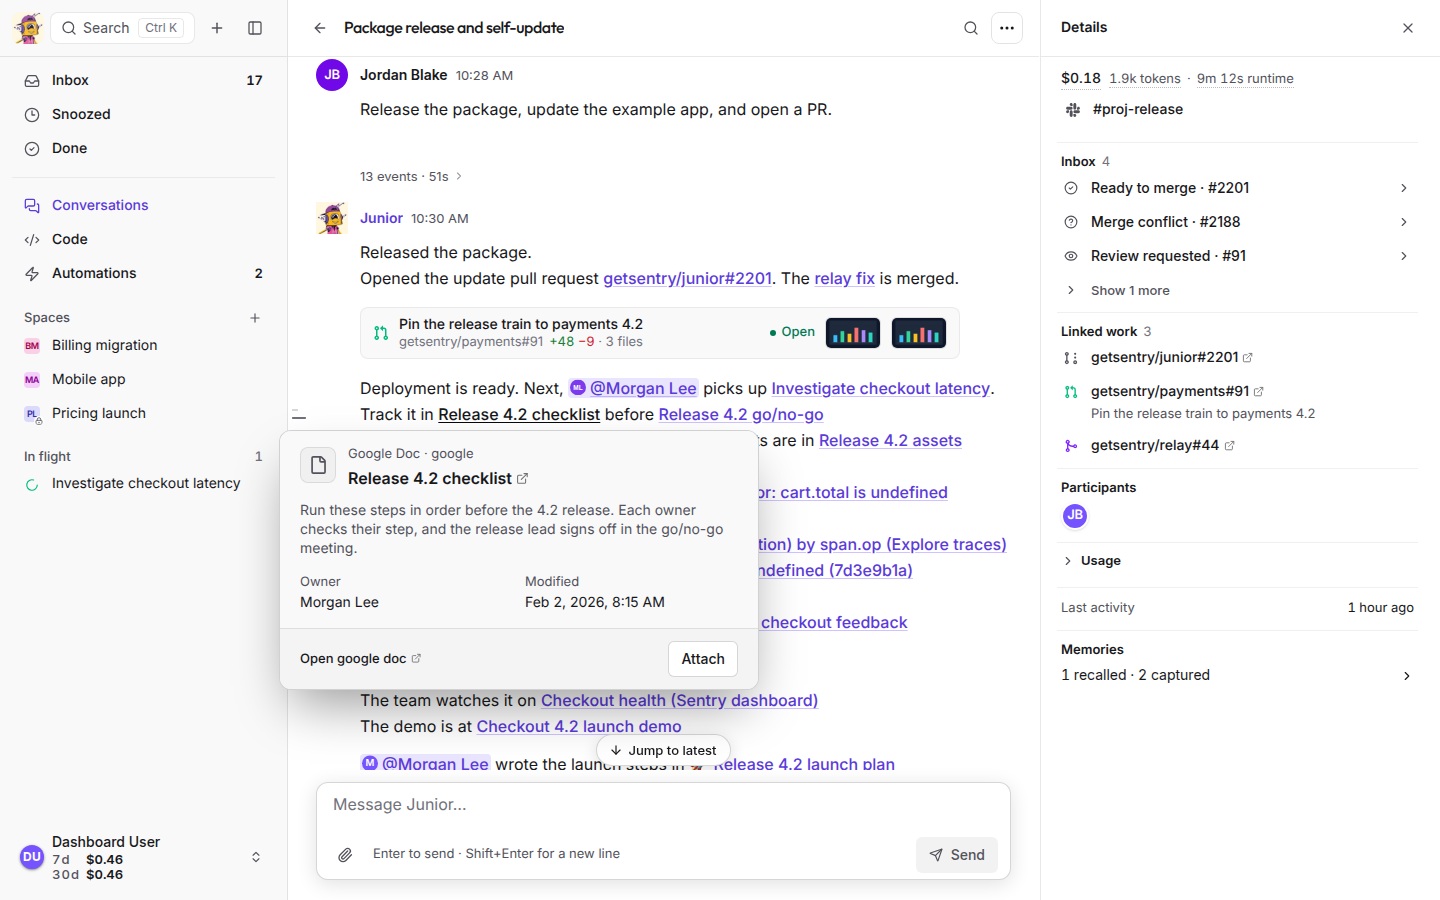 Search Ctrl K
Inbox 17
Snoozed
Done
Conversations
Code
Automations 2
Spaces
BM Billing migration
MA Mobile app
PL Pricing launch
In flight 1
Investigate checkout latency
DU Dashboard User
7d $0.46
30d $0.46
Package release and self-update
JB Jordan Blake 10:28 AM
Release the package, update the example app, and open a PR.
13 events · 51s
Junior 10:30 AM
Released the package.
Opened the update pull request getsentry/junior#2201. The relay fix is merged.
Pin the release train to payments 4.2
getsentry/payments#91 +48 −9 · 3 files
Open
Deployment is ready. Next, ML @Morgan Lee picks up Investigate checkout latency.
Track it in Release 4.2 checklist before Release 4.2 go/no-go
s are in Release 4.2 assets
Google Doc · google
Release 4.2 checklist
Run these steps in order before the 4.2 release. Each owner
checks their step, and the release lead signs off in the go/no-go
meeting.
Owner
Morgan Lee
Modified
Feb 2, 2026, 8:15 AM
Open google doc
Attach
or: cart.total is undefined
tion) by span.op (Explore traces)
ndefined (7d3e9b1a)
checkout feedback
The team watches it on Checkout health (Sentry dashboard)
The demo is at Checkout 4.2 launch demo
Jump to latest
M @Morgan Lee wrote the launch steps in Release 4.2 launch plan
Message Junior...
Enter to send · Shift+Enter for a new line
Send
Details
$0.18 1.9k tokens · 9m 12s runtime
#proj-release
Inbox 4
Ready to merge · #2201
Merge conflict · #2188
Review requested · #91
Show 1 more
Linked work 3
getsentry/junior#2201
getsentry/payments#91
Pin the release train to payments 4.2
getsentry/relay#44
Participants
JB
Usage
Last activity 1 hour ago
Memories
1 recalled · 2 captured